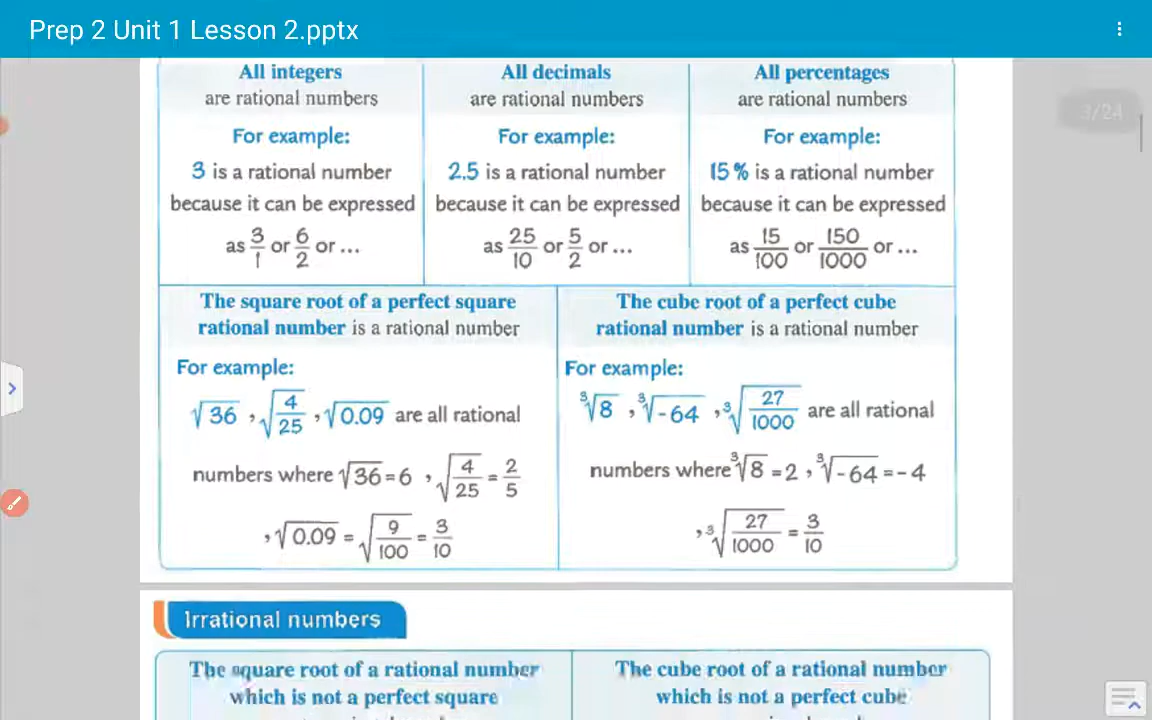 Prep 2 Unit 1 Lesson 2.pptx
3/24
All integers
are rational numbers
For example:
3 is a rational number
because it can be expressed
as 3/1 or 6/2 or ...
All decimals
are rational numbers
For example:
2.5 is a rational number
because it can be expressed
as 25/10 or 5/2 or ...
All percentages
are rational numbers
For example:
15 % is a rational number
because it can be expressed
as 15/100 or 150/1000 or ...
The square root of a perfect square
rational number is a rational number
For example:
√36 , √(4/25) , √0.09 are all rational
numbers where √36 = 6 , √(4/25) = 2/5
, √0.09 = √(9/100) = 3/10
The cube root of a perfect cube
rational number is a rational number
For example:
∛8 , ∛-64 , ∛(27/1000) are all rational
numbers where ∛8 = 2 , ∛-64 = -4
, ∛(27/1000) = 3/10
Irrational numbers
The square root of a rational number
which is not a perfect square
The cube root of a rational number
which is not a perfect cube